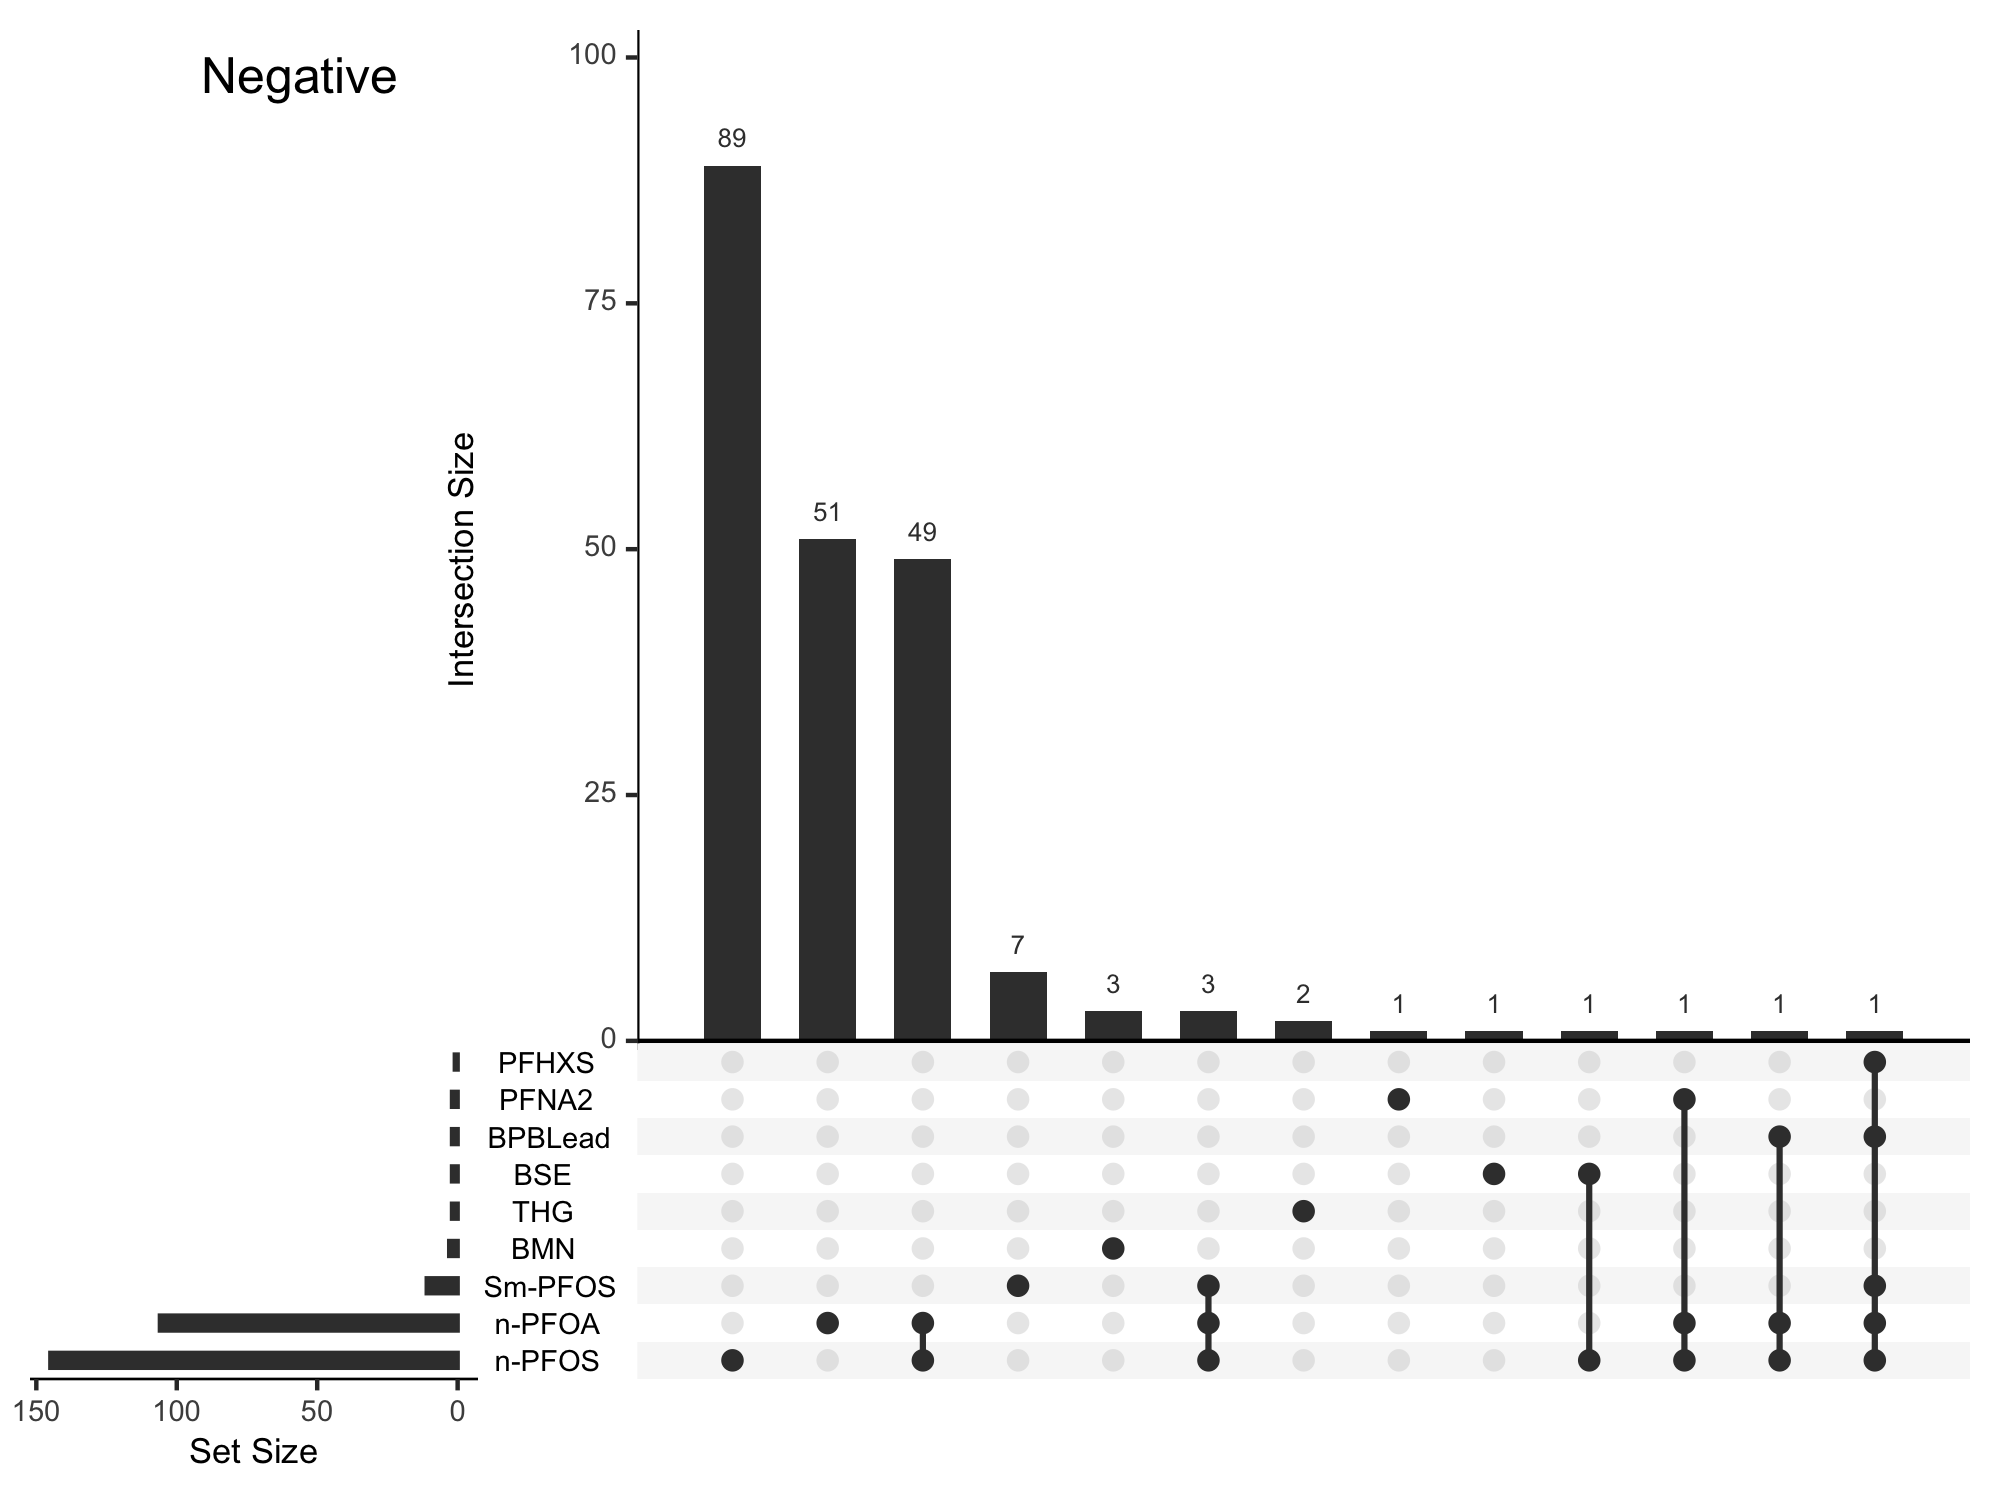 Negative
100
75
50
25
0
Intersection Size
89
51
49
7
3
3
2
1
1
1
1
1
1
PFHXS
PFNA2
BPBLead
BSE
THG
BMN
Sm-PFOS
n-PFOA
n-PFOS
150 100 50 0
Set Size